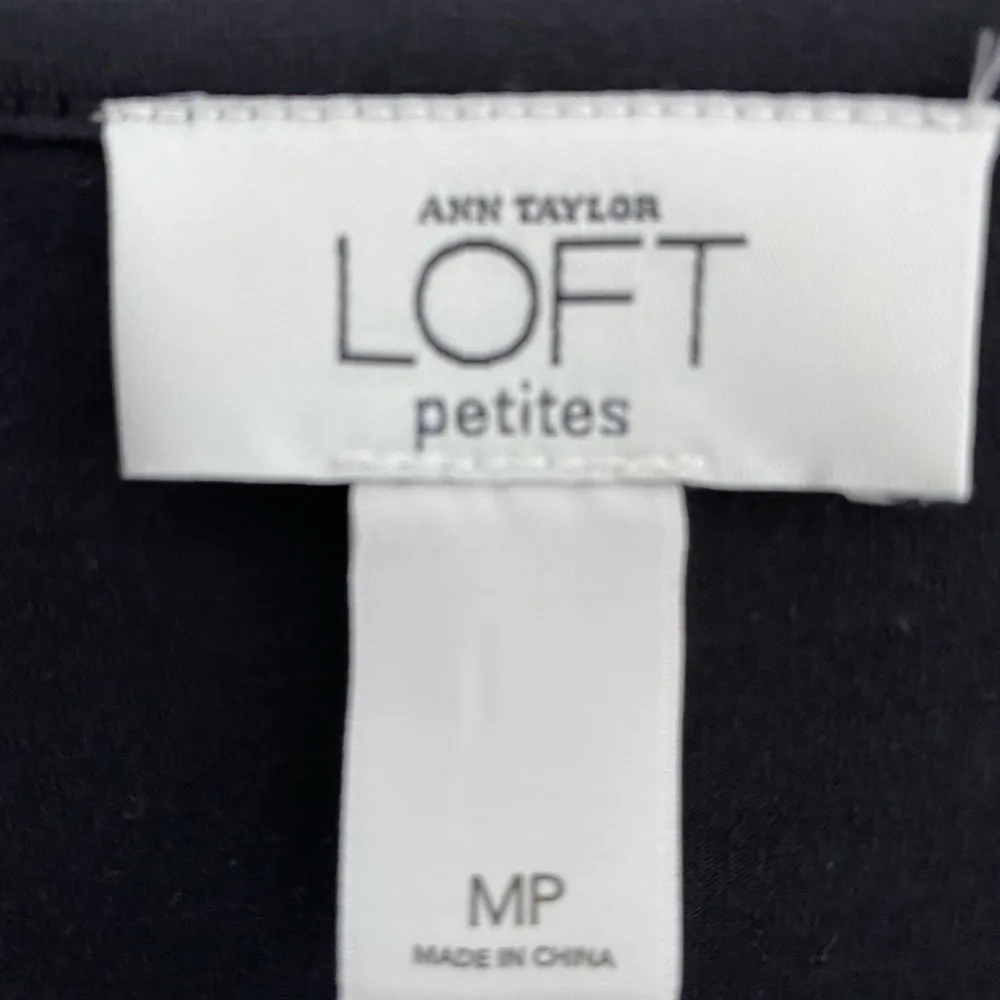 ANN TAYLOR
LOFT
petites
MP
MADE IN CHINA